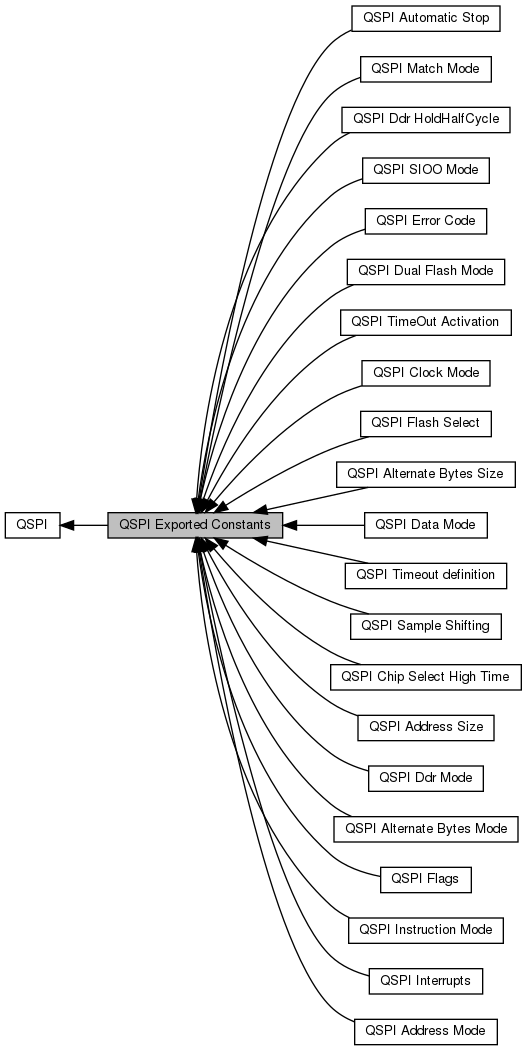 QSPI Automatic Stop
QSPI Match Mode
QSPI Ddr HoldHalfCycle
QSPI SIOO Mode
QSPI Error Code
QSPI Dual Flash Mode
QSPI TimeOut Activation
QSPI Clock Mode
QSPI Flash Select
QSPI Alternate Bytes Size
QSPI
QSPI Exported Constants
QSPI Data Mode
QSPI Timeout definition
QSPI Sample Shifting
QSPI Chip Select High Time
QSPI Address Size
QSPI Ddr Mode
QSPI Alternate Bytes Mode
QSPI Flags
QSPI Instruction Mode
QSPI Interrupts
QSPI Address Mode